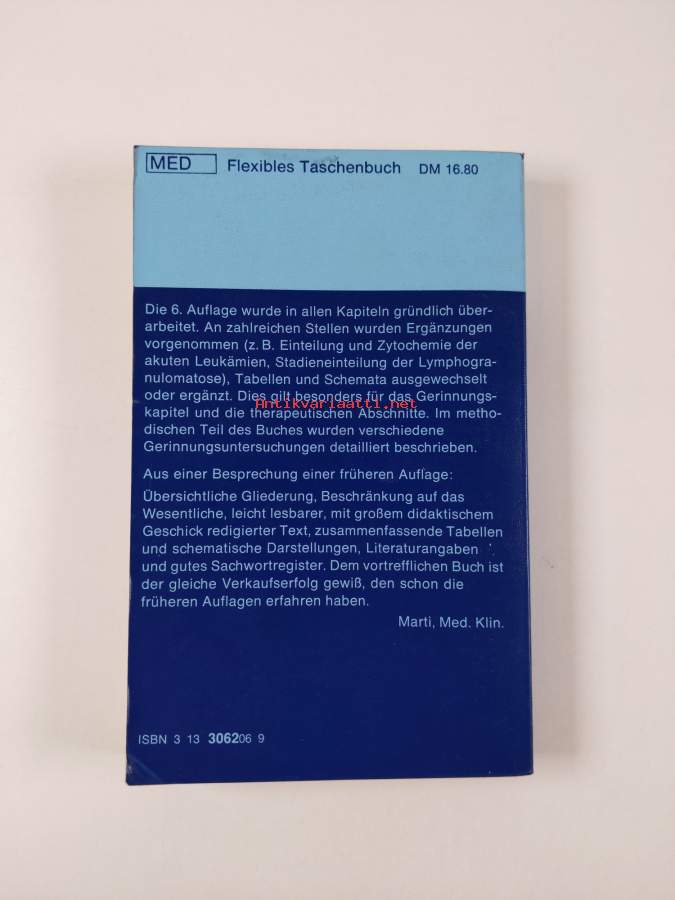 MED Flexibles Taschenbuch DM 16.80
Die 6. Auflage wurde in allen Kapiteln gründlich über-
arbeitet. An zahlreichen Stellen wurden Ergänzungen
vorgenommen (z. B. Einteilung und Zytochemie der
akuten Leukämien, Stadieneinteilung der Lymphogra-
nulomatose), Tabellen und Schemata ausgewechselt
oder ergänzt. Dies gilt besonders für das Gerinnungs-
Antikvariaatti.net
kapitel und die therapeutischen Abschnitte. Im metho-
dischen Teil des Buches wurden verschiedene
Gerinnungsuntersuchungen detailliert beschrieben.
Aus einer Besprechung einer früheren Auflage:
Übersichtliche Gliederung, Beschränkung auf das
Wesentliche, leicht lesbarer, mit großem didaktischem
Geschick redigierter Text, zusammenfassende Tabellen
und schematische Darstellungen, Literaturangaben
und gutes Sachwortregister. Dem vortrefflichen Buch ist
der gleiche Verkaufserfolg gewiß, den schon die
früheren Auflagen erfahren haben.
Marti, Med. Klin.
ISBN 3 13 306206 9